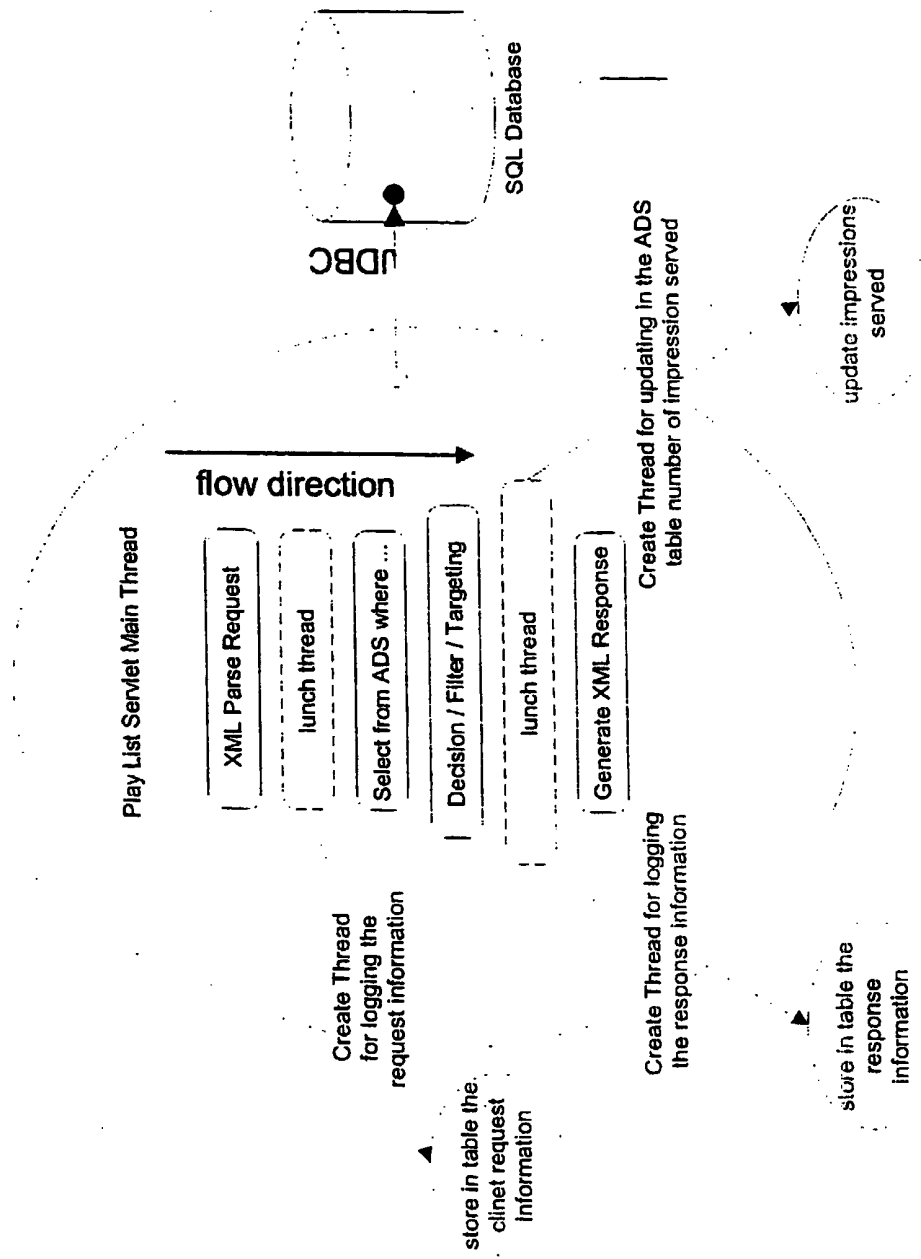 Play List Servlet Main Thread
XML Parse Request
flow direction
JDBC
SQL Database
lunch thread
Create Thread
for logging the
request information
Select from ADS where ...
store in table the
clinet request
Information
Decision / Filter / Targeting
lunch thread
Generate XML Response
Create Thread for logging
the response information
Create Thread for updating in the ADS
table number of impression served
store in table the
response
information
update impressions
served